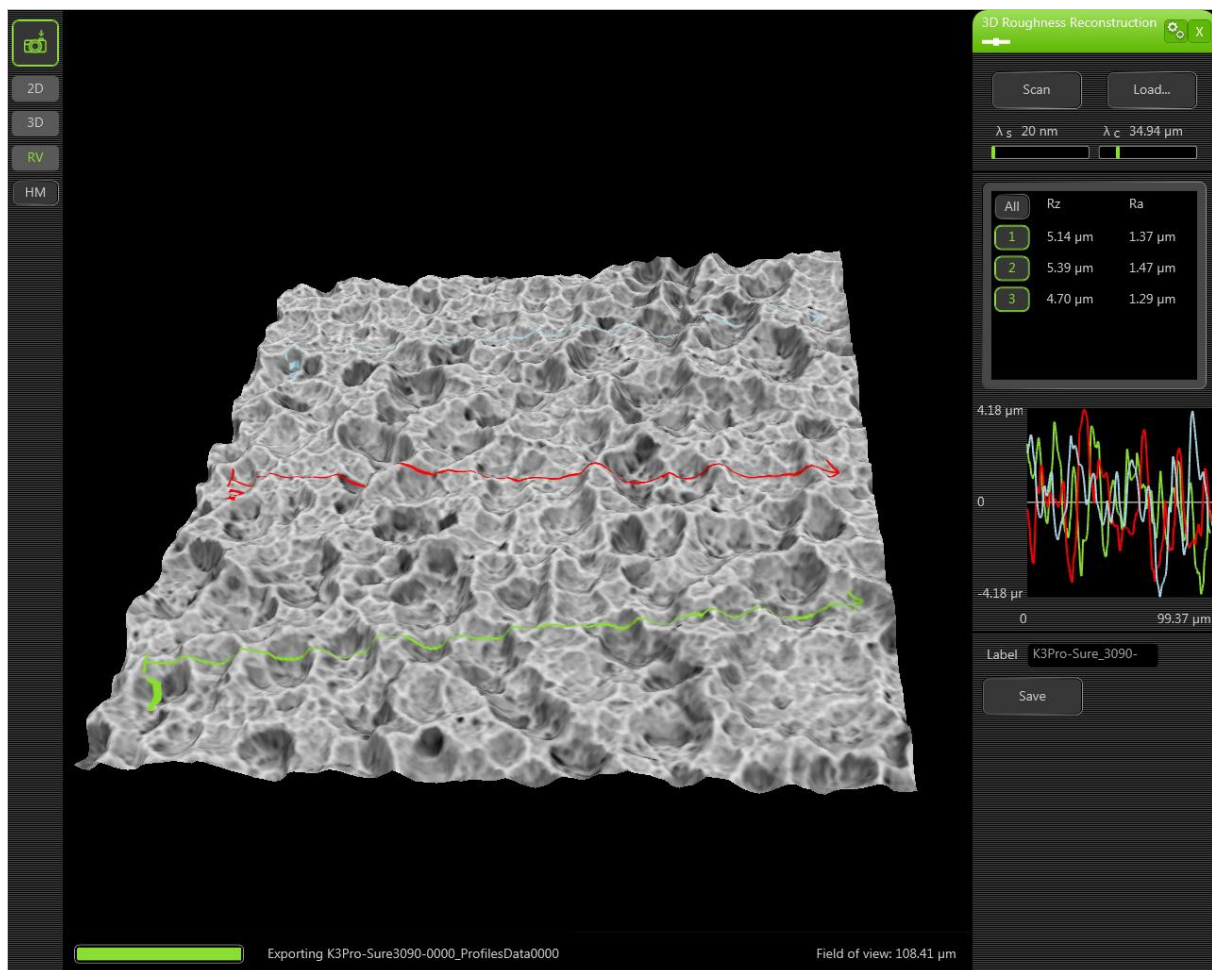 3D Roughness Reconstruction
X
2D
3D
RV
HM
Scan Load...
λ S 20 nm λ C 34.94 µm
All Rz Ra
1 5.14 µm 1.37 µm
2 5.39 µm 1.47 µm
3 4.70 µm 1.29 µm
4.18 µm
0
-4.18 µr
0 99.37 µm
Label K3Pro-Sure_3090-
Save
Exporting K3Pro-Sure3090-0000_ProfilesData0000 Field of view: 108.41 µm